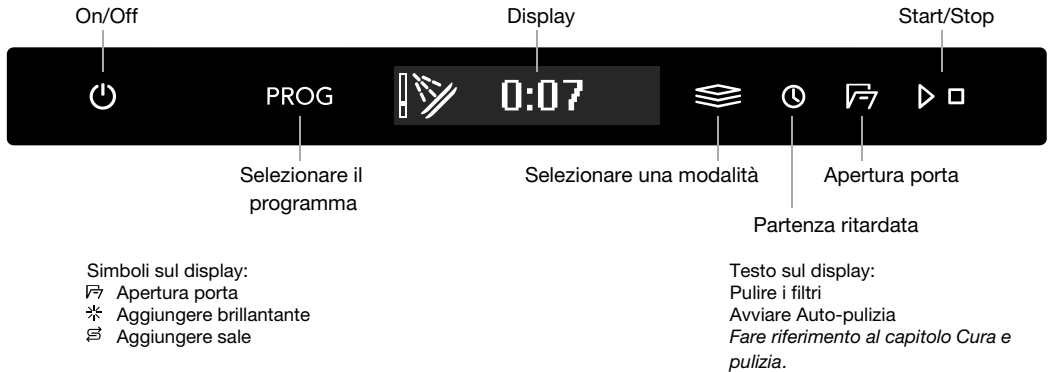 On/Off
Display
Start/Stop
PROG
0:07
Selezionare il
programma
Selezionare una modalità
Apertura porta
Partenza ritardata
Simboli sul display:
Apertura porta
Aggiungere brillantante
Aggiungere sale
Testo sul display:
Pulire i filtri
Avviare Auto-pulizia
Fare riferimento al capitolo Cura e
pulizia.